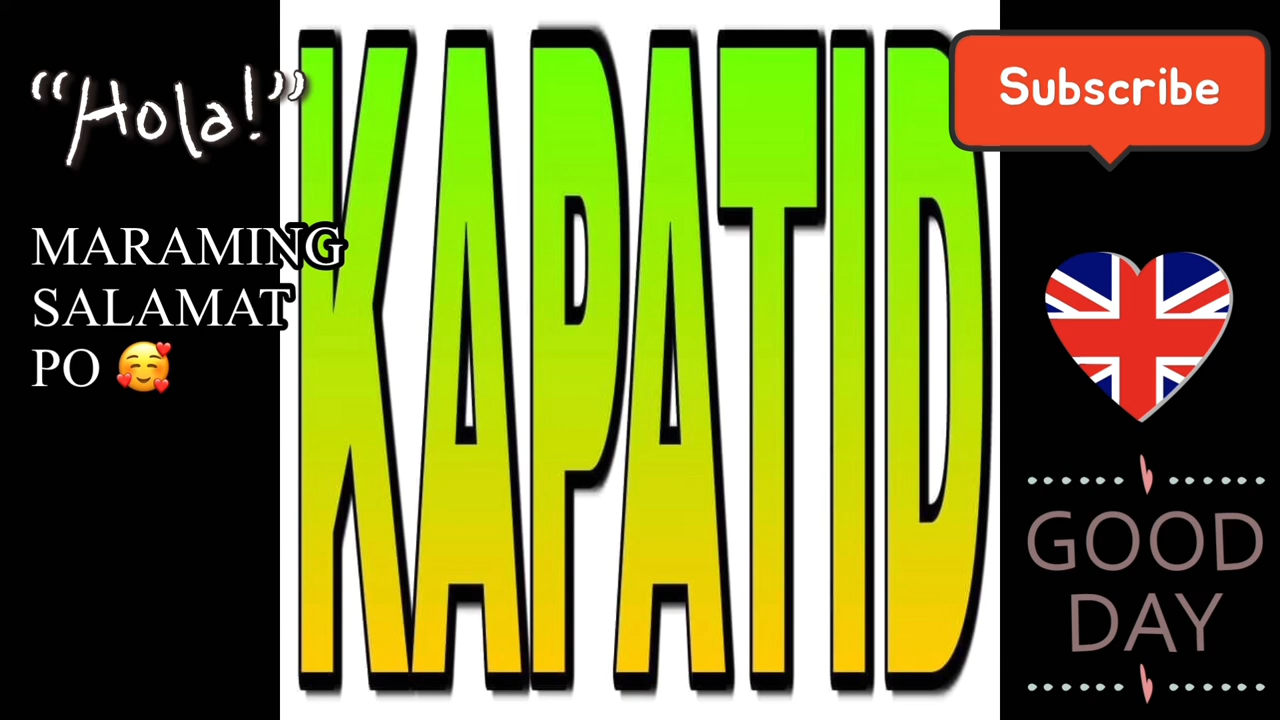 “Hola!”
MARAMING
SALAMAT
PO 🥰
KAPATID
Subscribe
GOOD
DAY